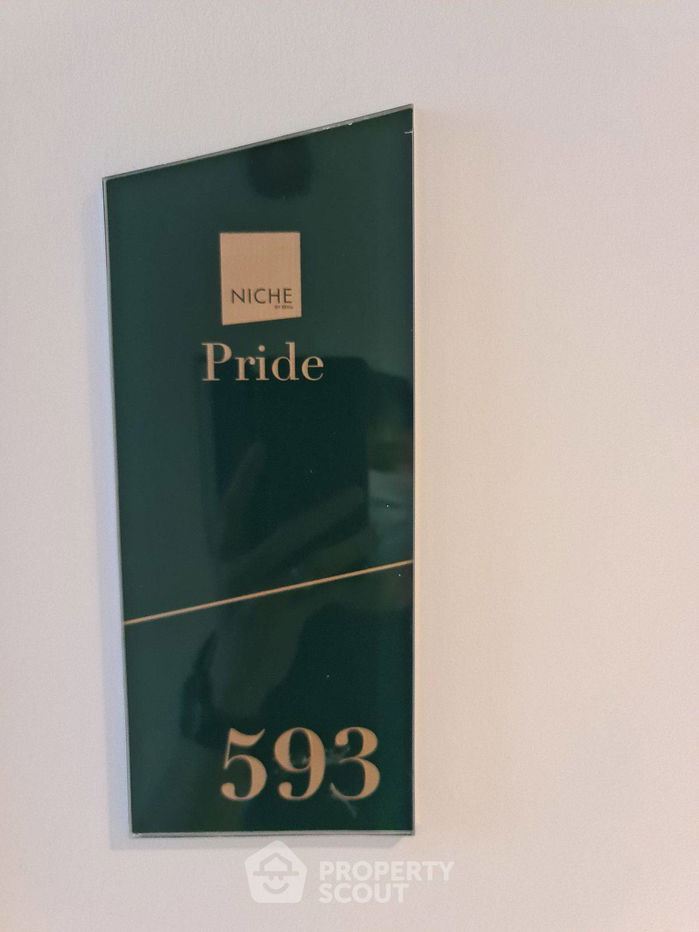 NICHE
Pride
593
PROPERTY
SCOUT